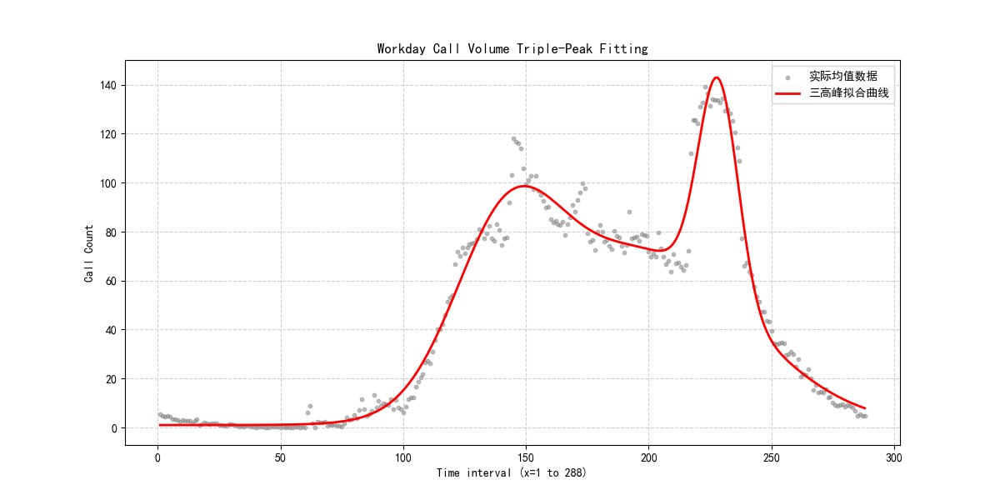 Workday Call Volume Triple-Peak Fitting
实际均值数据
三高峰拟合曲线
Call Count
140
120
100
80
60
40
20
0
0 50 100 150 200 250 300
Time interval (x=1 to 288)